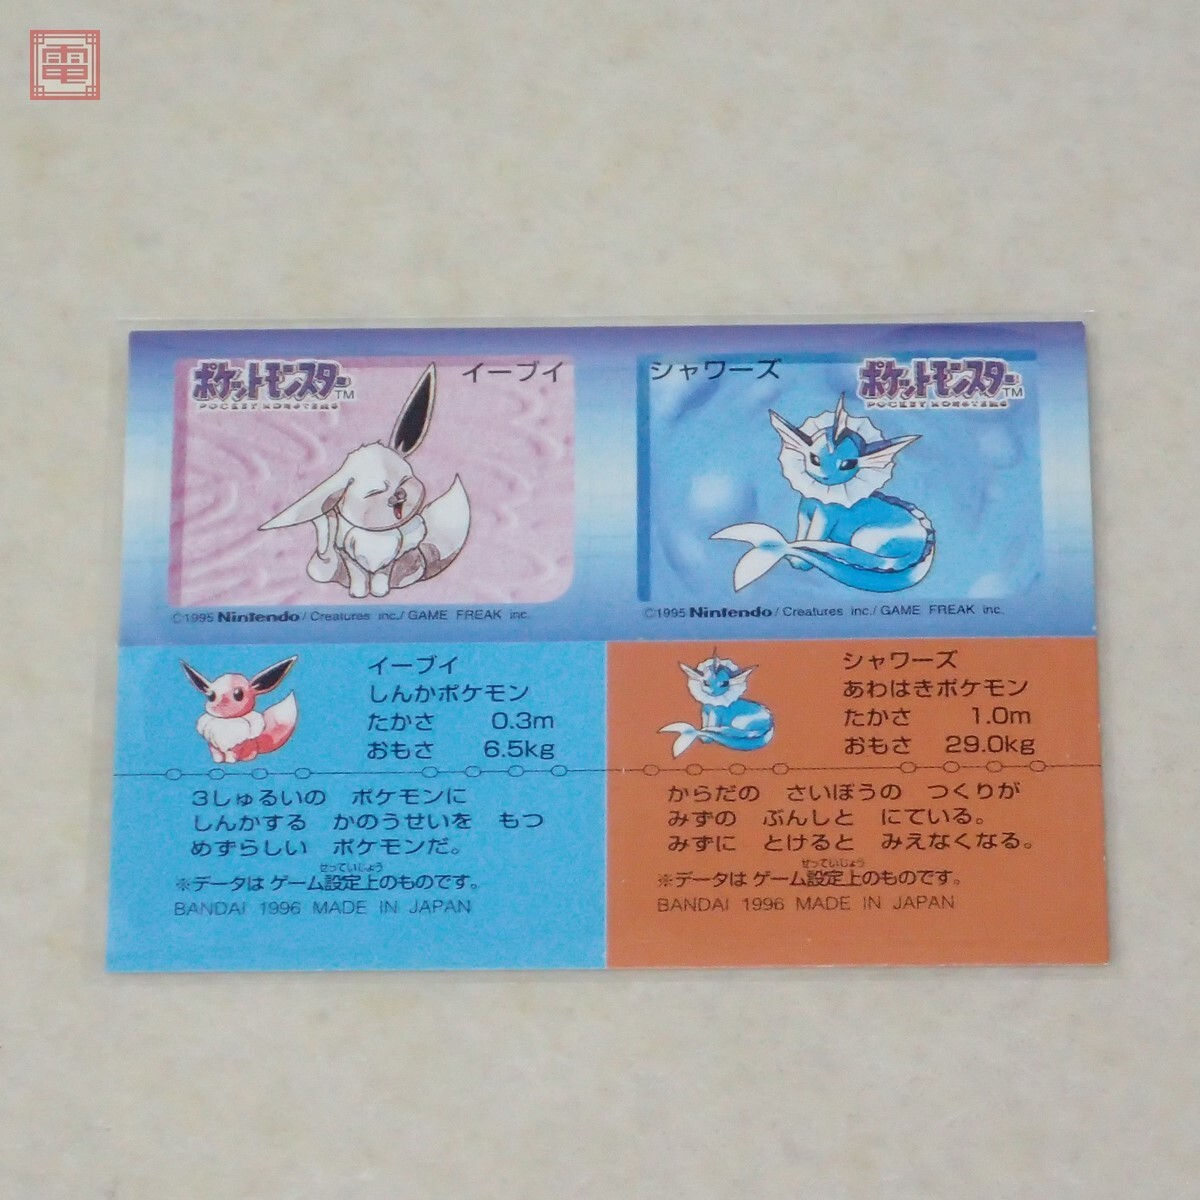 電
ポケットモンスター TM
POCKET MONSTERS
イーブイ
©1995 Nintendo / Creatures inc. / GAME FREAK inc.
シャワーズ
ポケットモンスター TM
POCKET MONSTERS
©1995 Nintendo / Creatures inc. / GAME FREAK inc.
イーブイ
しんかポケモン
たかさ 0.3m
おもさ 6.5kg
3しゅるいの ポケモンに
しんかする かのうせいを もつ
めずらしい ポケモンだ。
せっていじょう
※データは ゲーム設定上のものです。
BANDAI 1996 MADE IN JAPAN
シャワーズ
あわはきポケモン
たかさ 1.0m
おもさ 29.0kg
からだの さいぼうの つくりが
みずの ぶんしと にている。
みずに とけると みえなくなる。
せっていじょう
※データは ゲーム設定上のものです。
BANDAI 1996 MADE IN JAPAN